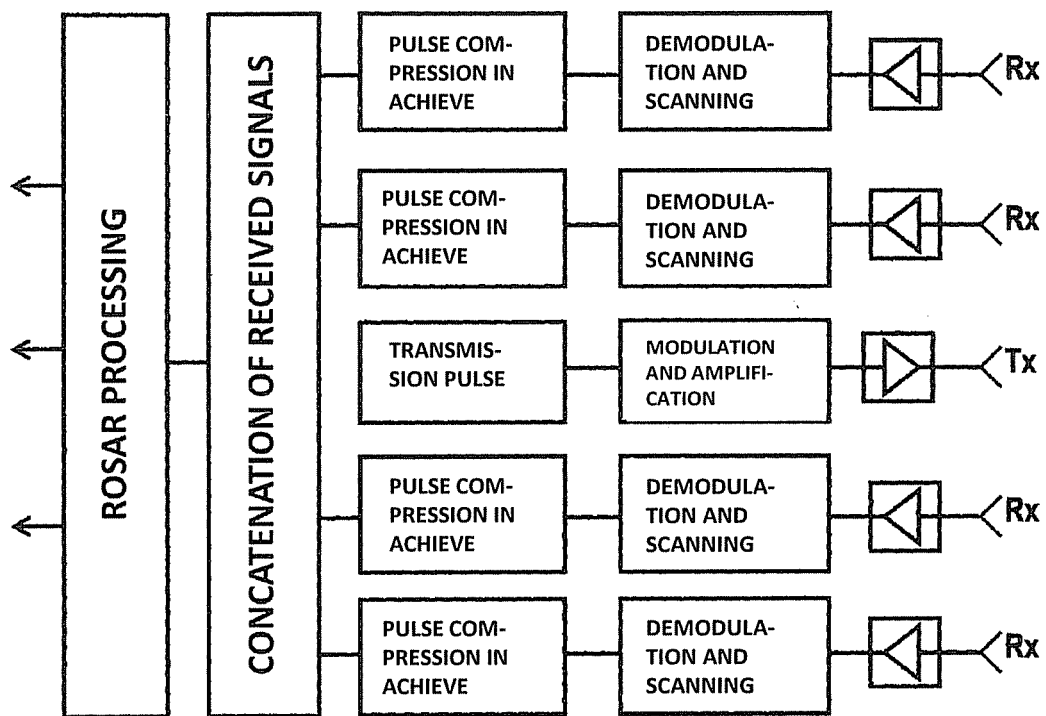 ROSAR PROCESSING
CONCATENATION OF RECEIVED SIGNALS
PULSE COM-
PRESSION IN
ACHIEVE
DEMODULA-
TION AND
SCANNING
Rx
PULSE COM-
PRESSION IN
ACHIEVE
DEMODULA-
TION AND
SCANNING
Rx
TRANSMIS-
SION PULSE
MODULATION
AND AMPLIFI-
CATION
Tx
PULSE COM-
PRESSION IN
ACHIEVE
DEMODULA-
TION AND
SCANNING
Rx
PULSE COM-
PRESSION IN
ACHIEVE
DEMODULA-
TION AND
SCANNING
Rx